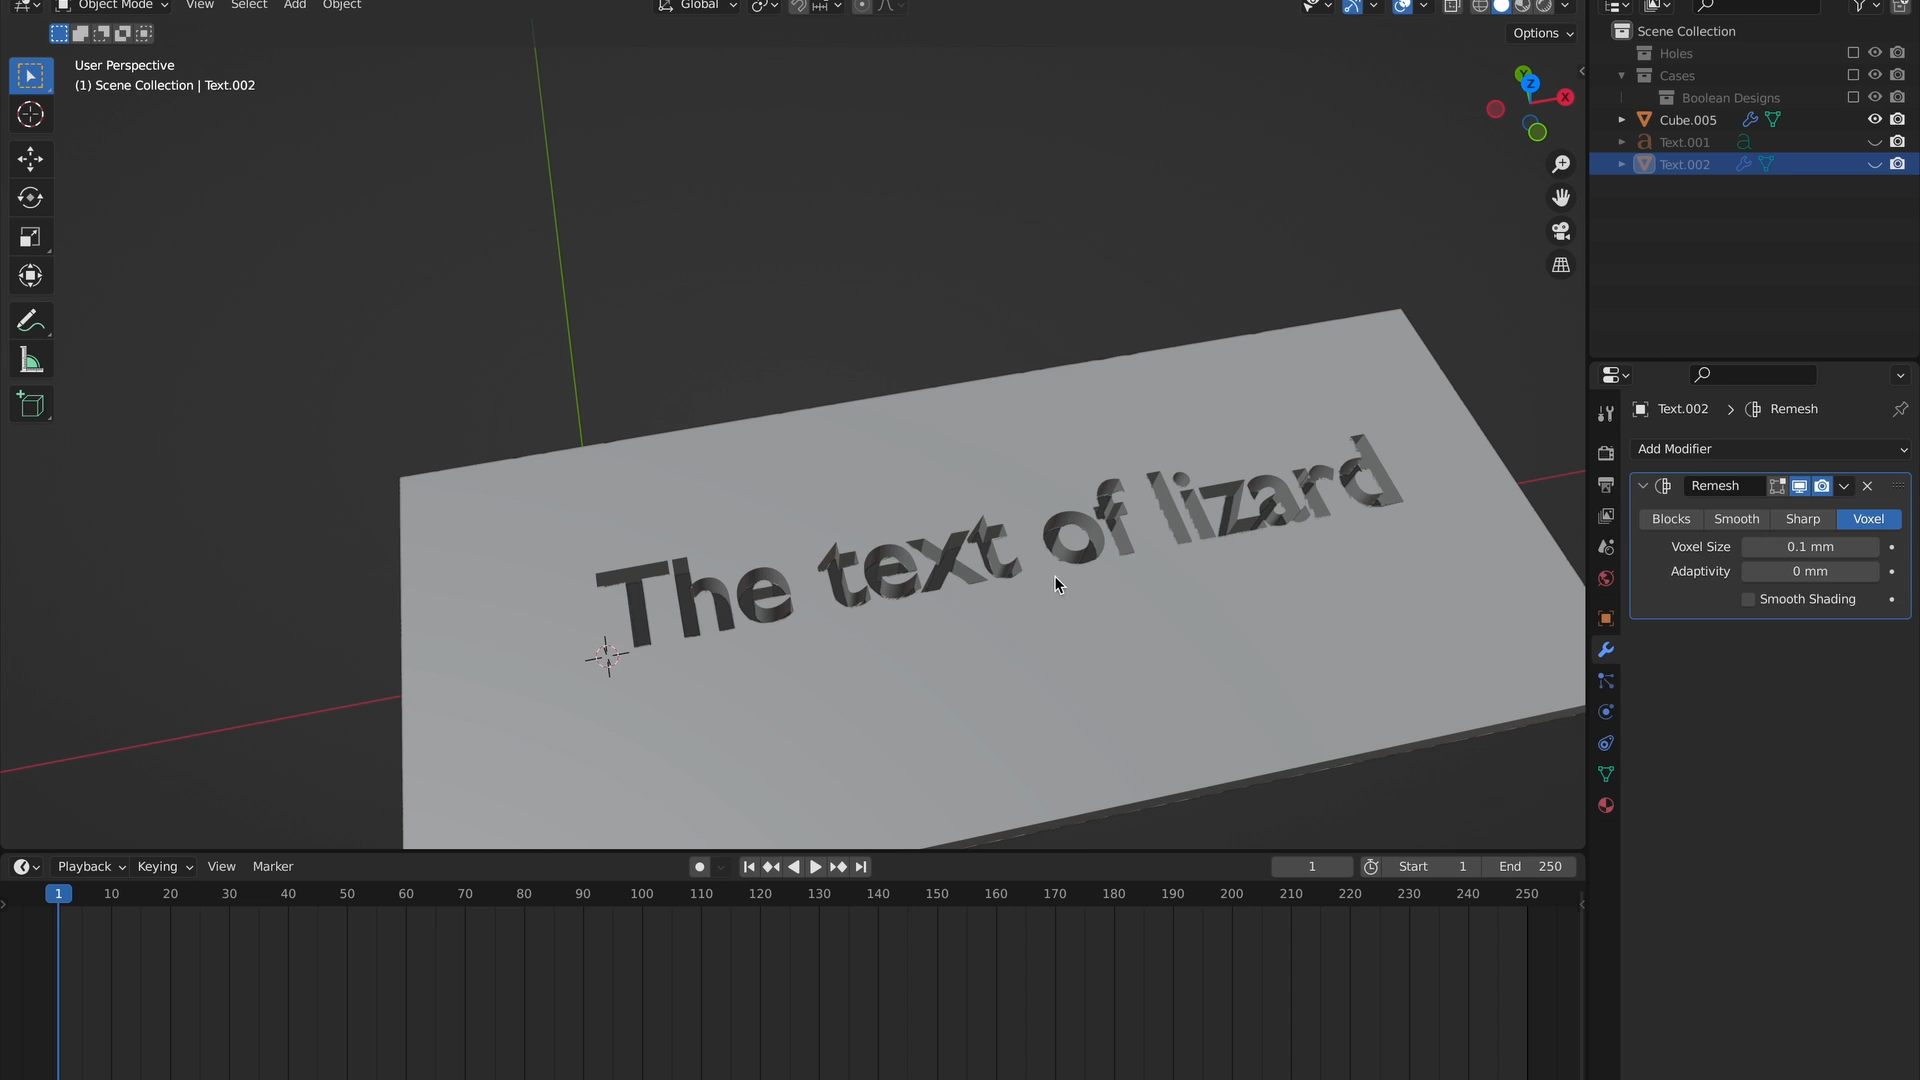 Object Mode View Select Add Object Global
Options
User Perspective
(1) Scene Collection | Text.002
Y
Z
X
The text of lizard
Playback Keying View Marker 1 Start 1 End 250
1 10 20 30 40 50 60 70 80 90 100 110 120 130 140 150 160 170 180 190 200 210 220 230 240 250
Scene Collection
Holes
Cases
Boolean Designs
Cube.005
Text.001
Text.002
Text.002 > Remesh
Add Modifier
Remesh
Blocks Smooth Sharp Voxel
Voxel Size 0.1 mm
Adaptivity 0 mm
Smooth Shading